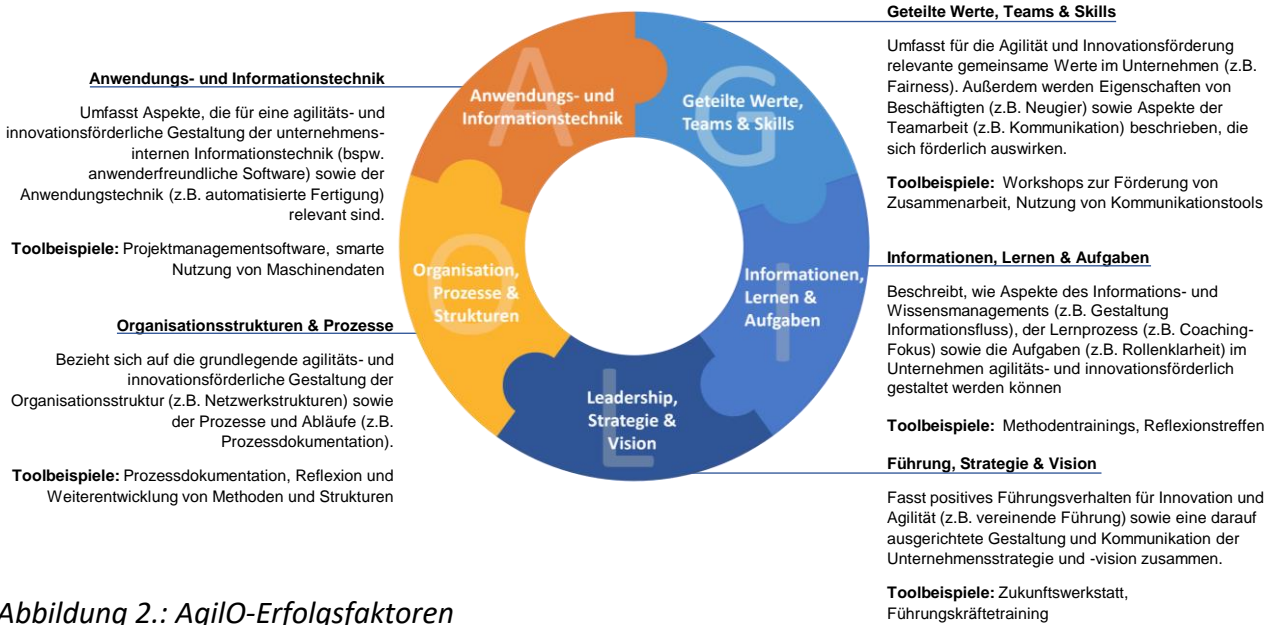 Anwendungs- und Informationstechnik
Umfasst Aspekte, die für eine agilitäts- und
innovationsförderliche Gestaltung der unternehmens-
internen Informationstechnik (bspw.
anwenderfreundliche Software) sowie der
Anwendungstechnik (z.B. automatisierte Fertigung)
relevant sind.
Toolbeispiele: Projektmanagementsoftware, smarte
Nutzung von Maschinendaten
Organisationsstrukturen & Prozesse
Bezieht sich auf die grundlegende agilitäts- und
innovationsförderliche Gestaltung der
Organisationsstruktur (z.B. Netzwerkstrukturen) sowie
der Prozesse und Abläufe (z.B.
Prozessdokumentation).
Toolbeispiele: Prozessdokumentation, Reflexion und
Weiterentwicklung von Methoden und Strukturen
A
Anwendungs- und
Informationstechnik
G
Geteilte Werte,
Teams & Skills
I
Informationen,
Lernen &
Aufgaben
L
Leadership,
Strategie &
Vision
O
Organisation,
Prozesse &
Strukturen
Geteilte Werte, Teams & Skills
Umfasst für die Agilität und Innovationsförderung
relevante gemeinsame Werte im Unternehmen (z.B.
Fairness). Außerdem werden Eigenschaften von
Beschäftigten (z.B. Neugier) sowie Aspekte der
Teamarbeit (z.B. Kommunikation) beschrieben, die
sich förderlich auswirken.
Toolbeispiele: Workshops zur Förderung von
Zusammenarbeit, Nutzung von Kommunikationstools
Informationen, Lernen & Aufgaben
Beschreibt, wie Aspekte des Informations- und
Wissensmanagements (z.B. Gestaltung
Informationsfluss), der Lernprozess (z.B. Coaching-
Fokus) sowie die Aufgaben (z.B. Rollenklarheit) im
Unternehmen agilitäts- und innovationsförderlich
gestaltet werden können
Toolbeispiele: Methodentrainings, Reflexionstreffen
Führung, Strategie & Vision
Fasst positives Führungsverhalten für Innovation und
Agilität (z.B. vereinende Führung) sowie eine darauf
ausgerichtete Gestaltung und Kommunikation der
Unternehmensstrategie und -vision zusammen.
Toolbeispiele: Zukunftswerkstatt,
Führungskräftetraining
Abbildung 2.: AgilO-Erfolgsfaktoren